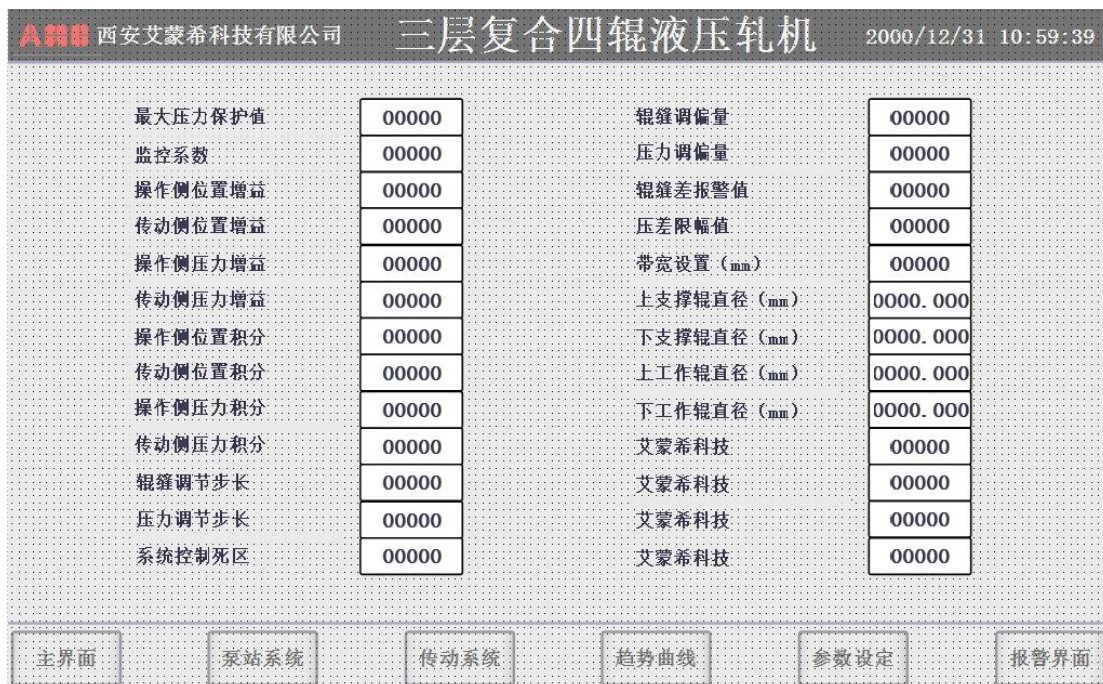 西安艾蒙希科技有限公司 三层复合四辊液压轧机 2000/12/31 10:59:39
最大压力保护值 00000 辊缝调偏量 00000
监控系数 00000 压力调偏量 00000
操作侧位置增益 00000 辊缝差报警值 00000
传动侧位置增益 00000 压差限幅值 00000
操作侧压力增益 00000 带宽设置（mm） 00000
传动侧压力增益 00000 上支撑辊直径（mm） 0000.000
操作侧位置积分 00000 下支撑辊直径（mm） 0000.000
传动侧位置积分 00000 上工作辊直径（mm） 0000.000
操作侧压力积分 00000 下工作辊直径（mm） 0000.000
传动侧压力积分 00000 艾蒙希科技 00000
辊缝调节步长 00000 艾蒙希科技 00000
压力调节步长 00000 艾蒙希科技 00000
系统控制死区 00000 艾蒙希科技 00000
主界面 泵站系统 传动系统 趋势曲线 参数设定 报警界面